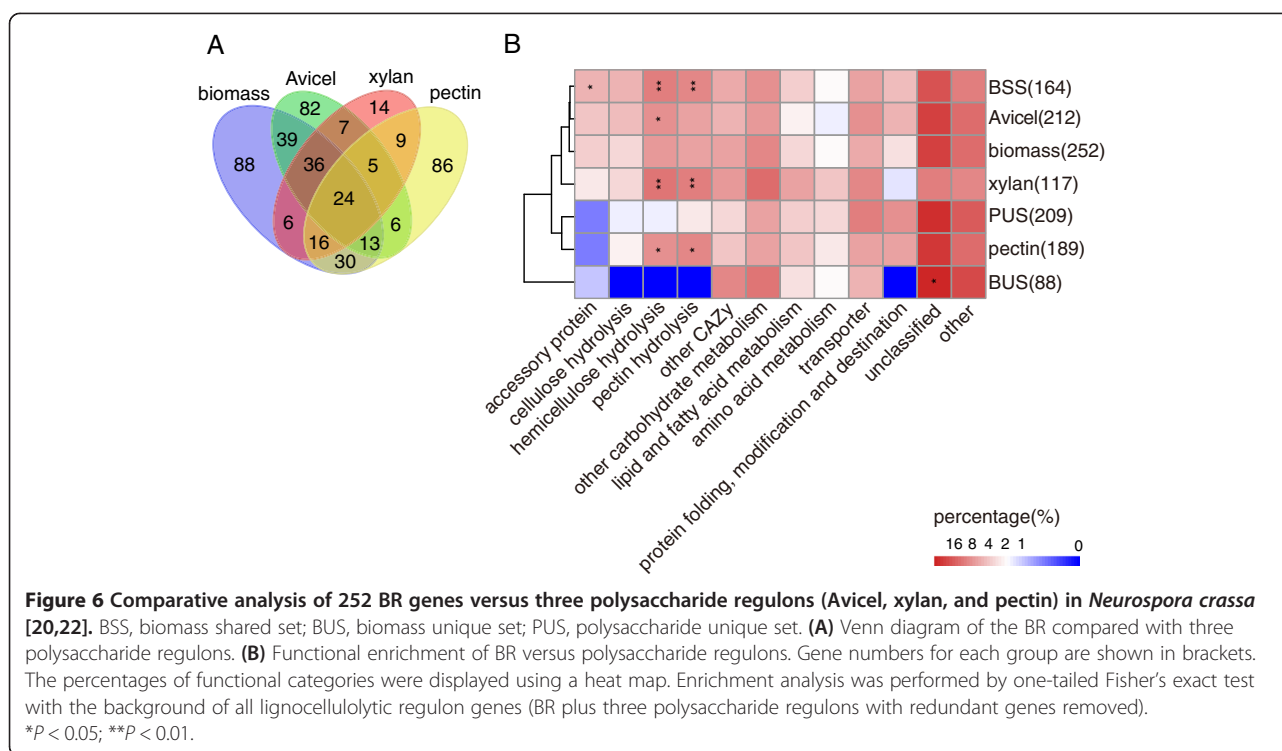 A
biomass
Avicel
xylan
pectin
82
14
39
7
9
88
36
5
86
24
6
6
16
13
30
B
* ** ** BSS(164)
* Avicel(212)
biomass(252)
** ** xylan(117)
PUS(209)
* * pectin(189)
* BUS(88)
accessory protein
cellulose hydrolysis
hemicellulose hydrolysis
pectin hydrolysis
other CAZy
other carbohydrate metabolism
lipid and fatty acid metabolism
amino acid metabolism
transporter
protein folding, modification and destination
unclassified
other
percentage(%)
16 8 4 2 1 0
Figure 6 Comparative analysis of 252 BR genes versus three polysaccharide regulons (Avicel, xylan, and pectin) in Neurospora crassa
[20,22]. BSS, biomass shared set; BUS, biomass unique set; PUS, polysaccharide unique set. (A) Venn diagram of the BR compared with three
polysaccharide regulons. (B) Functional enrichment of BR versus polysaccharide regulons. Gene numbers for each group are shown in brackets.
The percentages of functional categories were displayed using a heat map. Enrichment analysis was performed by one-tailed Fisher's exact test
with the background of all lignocellulolytic regulon genes (BR plus three polysaccharide regulons with redundant genes removed).
*P < 0.05; **P < 0.01.